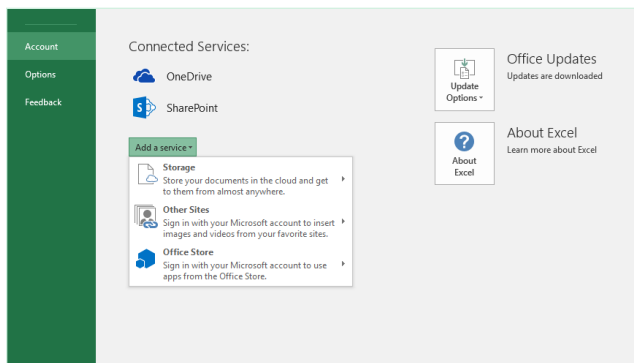 Account
Options
Feedback
Connected Services:
OneDrive
S
SharePoint
Add a service
Storage
Store your documents in the cloud and get
to them from almost anywhere.
Other Sites
Sign in with your Microsoft account to insert
images and videos from your favorite sites.
Office Store
Sign in with your Microsoft account to use
apps from the Office Store.
Update
Options
Office Updates
Updates are downloaded
?
About
Excel
About Excel
Learn more about Excel